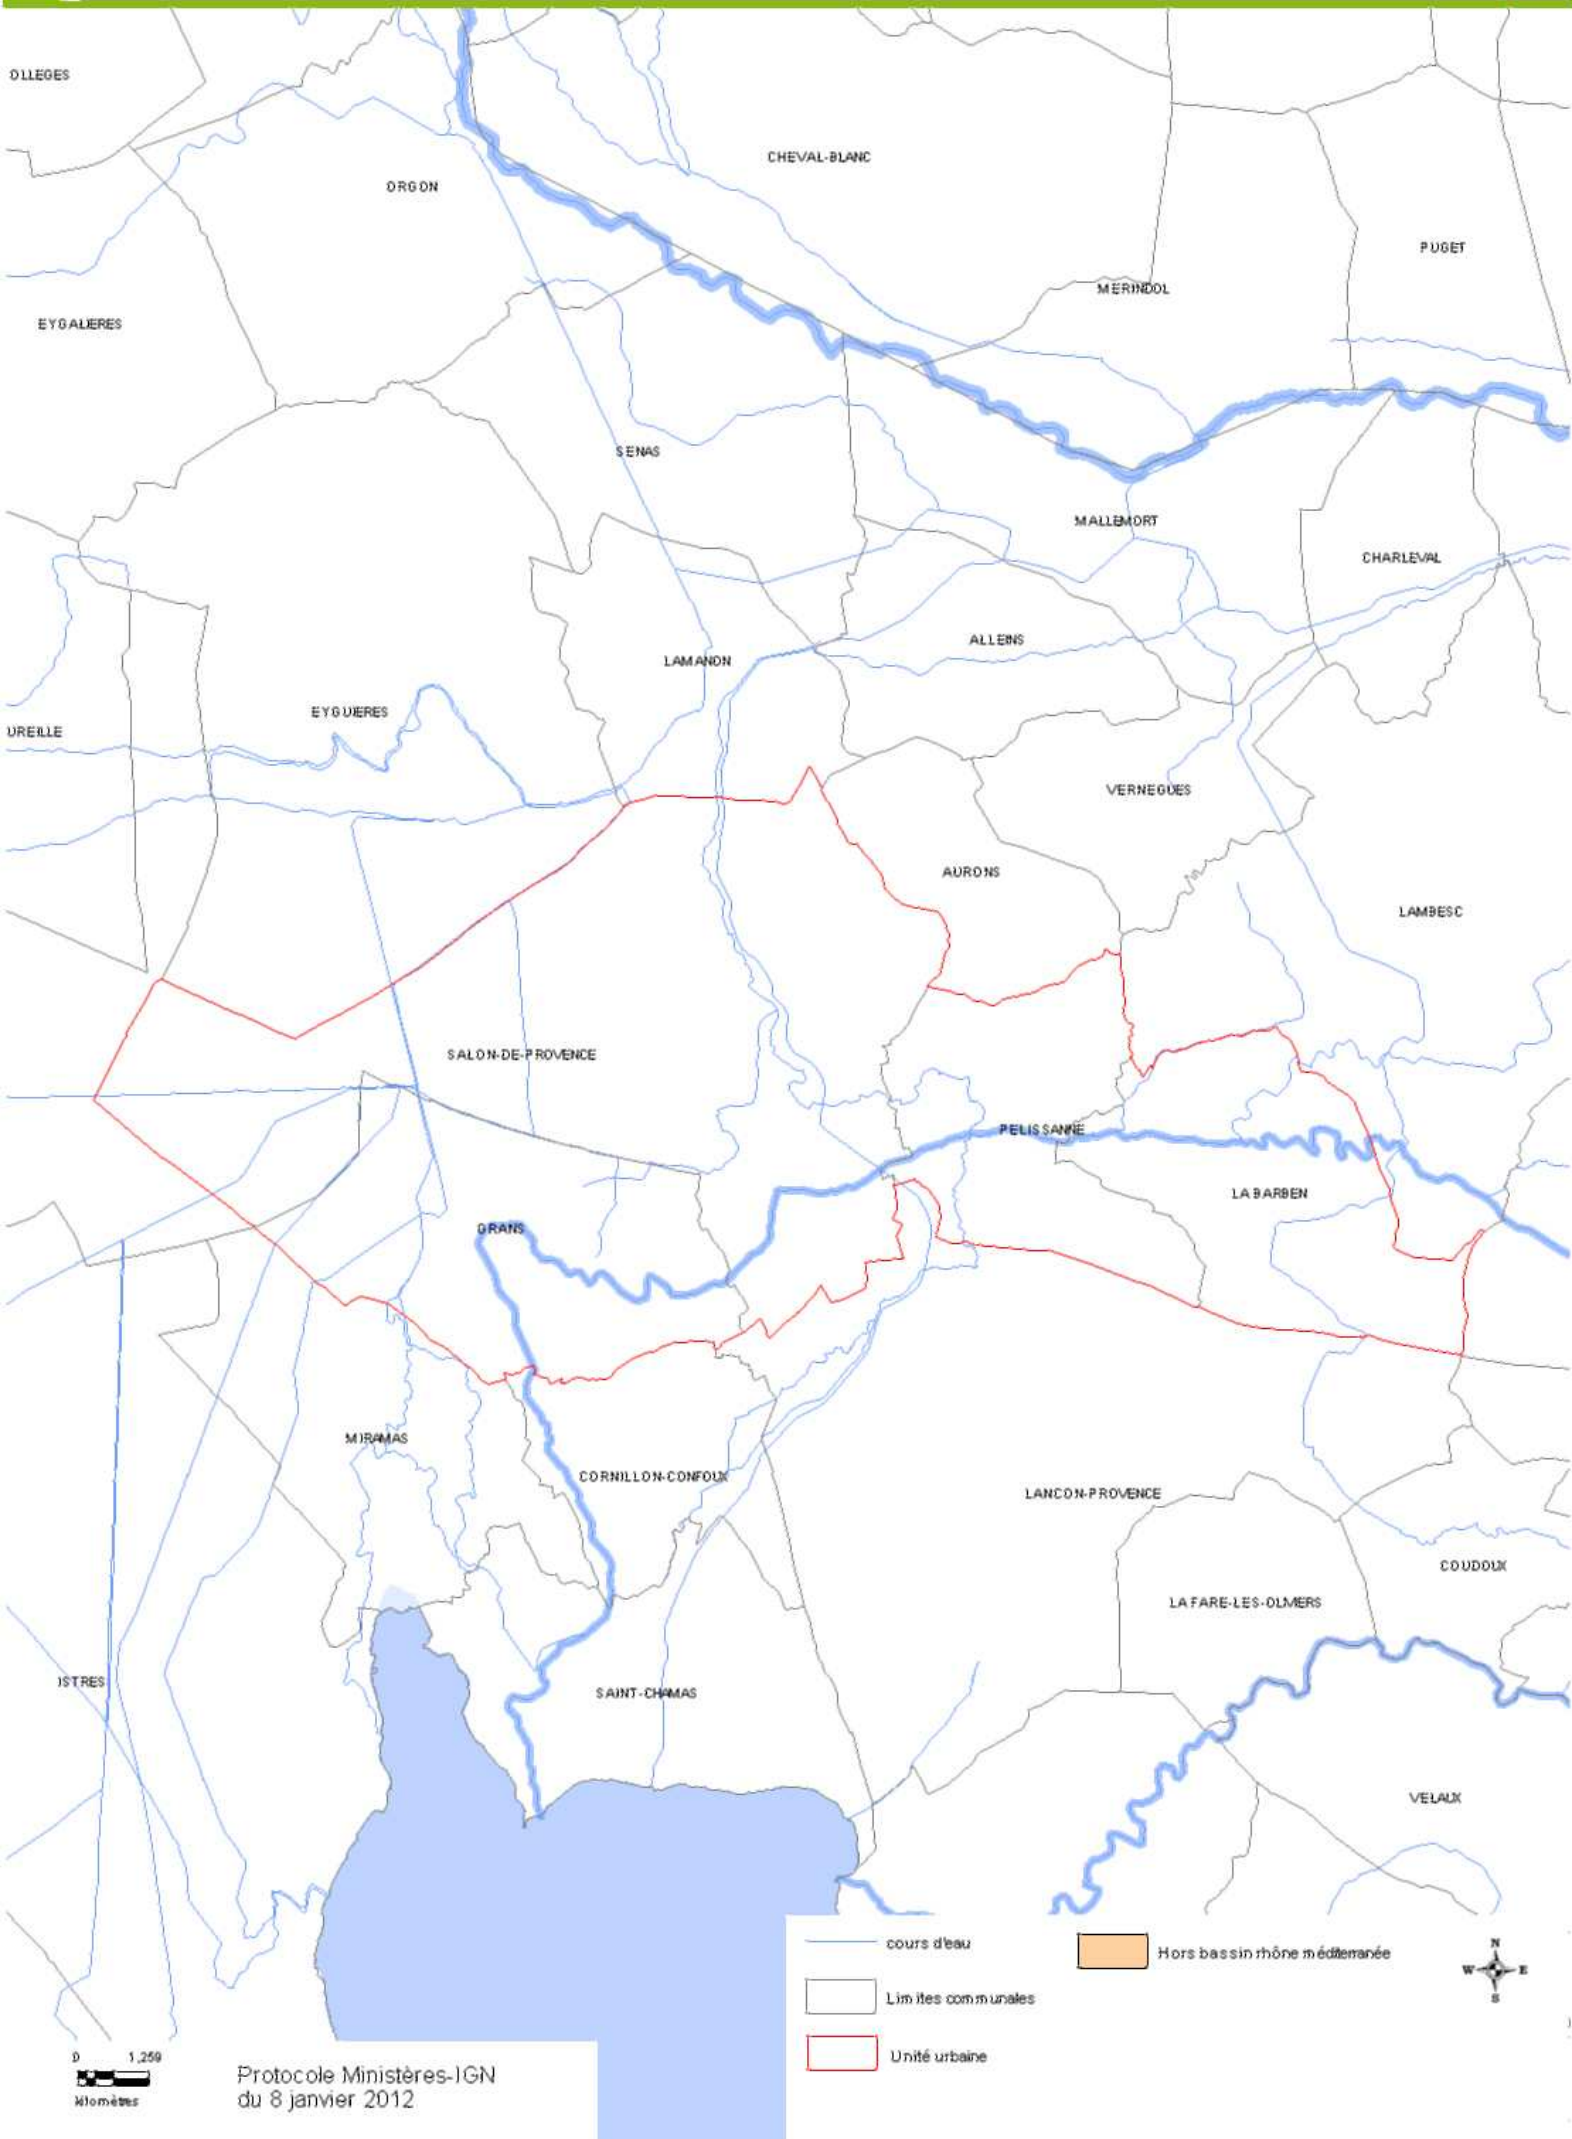 OLLEGES
CHEVAL-BLANC
ORGON
PUGET
MERINDOL
EYGALIERES
SENAS
MALLEMORT
CHARLEVAL
ALLEINS
LAMANON
EYGUIERES
UREILLE
VERNEGUES
AURONS
LAMBESC
SALON-DE-PROVENCE
PELISSANNE
LA BARBEN
GRANS
MIRAMAS
CORNILLON-CONFOUX
LANCON-PROVENCE
COUDOUX
LA FARE-LES-OLIVIERS
ISTRES
SAINT-CHAMAS
VELAUX
cours d'eau
Limites communales
Unité urbaine
Hors bassin rhône méditerranée
N
W E
S
0 1,259
kilomètres
Protocole Ministères-IGN
du 8 janvier 2012